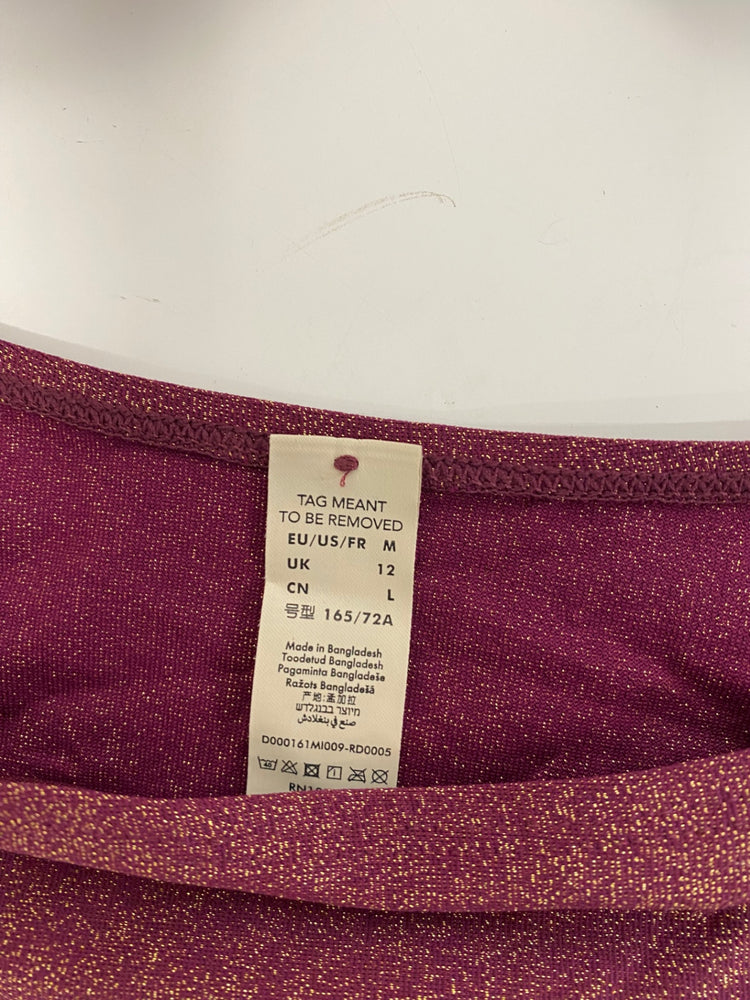 TAG MEANT
TO BE REMOVED
EU/US/FR M
UK 12
CN L
号型 165/72A
Made in Bangladesh
Toodetud Bangladesh
Pagaminta Bangladeše
Ražots Bangladešā
产地:孟加拉
מיוצר בבנגלדש
صنع في بنغلادش
D000161MI009-RD0005
40